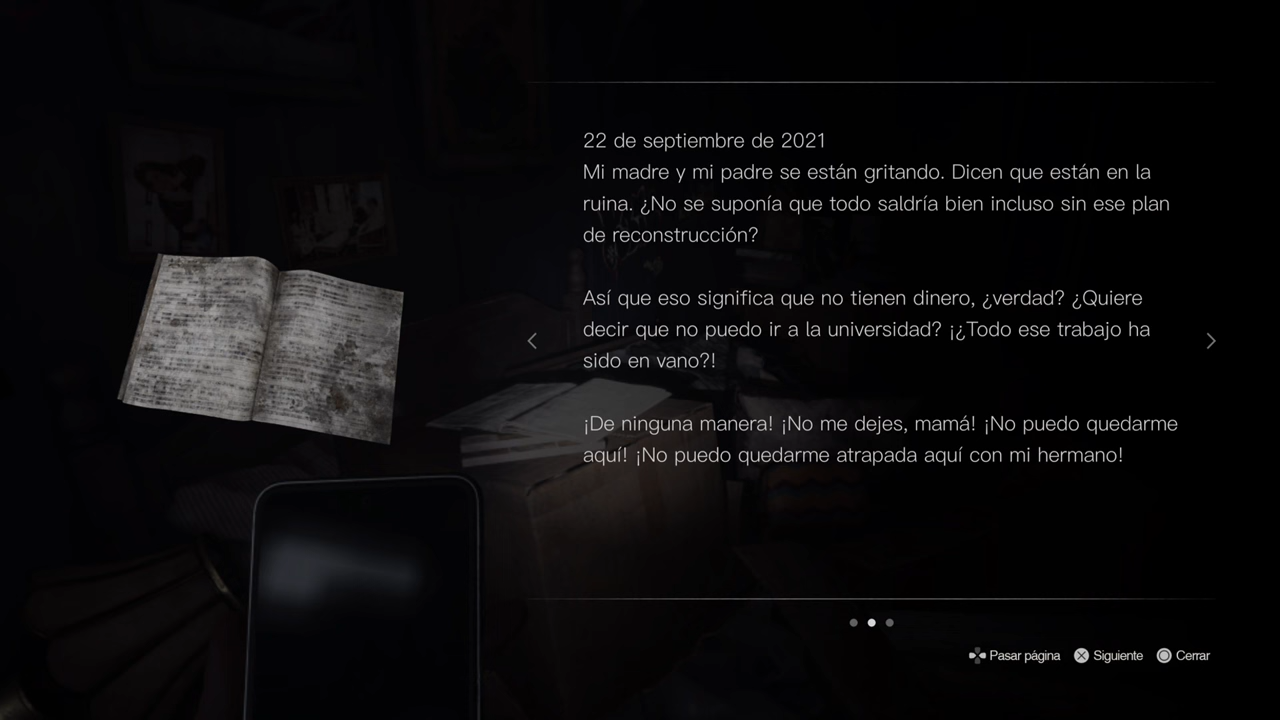 22 de septiembre de 2021
Mi madre y mi padre se están gritando. Dicen que están en la
ruina. ¿No se suponía que todo saldría bien incluso sin ese plan
de reconstrucción?
Así que eso significa que no tienen dinero, ¿verdad? ¿Quiere
decir que no puedo ir a la universidad? ¡¿Todo ese trabajo ha
sido en vano?!
¡De ninguna manera! ¡No me dejes, mamá! ¡No puedo quedarme
aquí! ¡No puedo quedarme atrapada aquí con mi hermano!
Pasar página Siguiente Cerrar